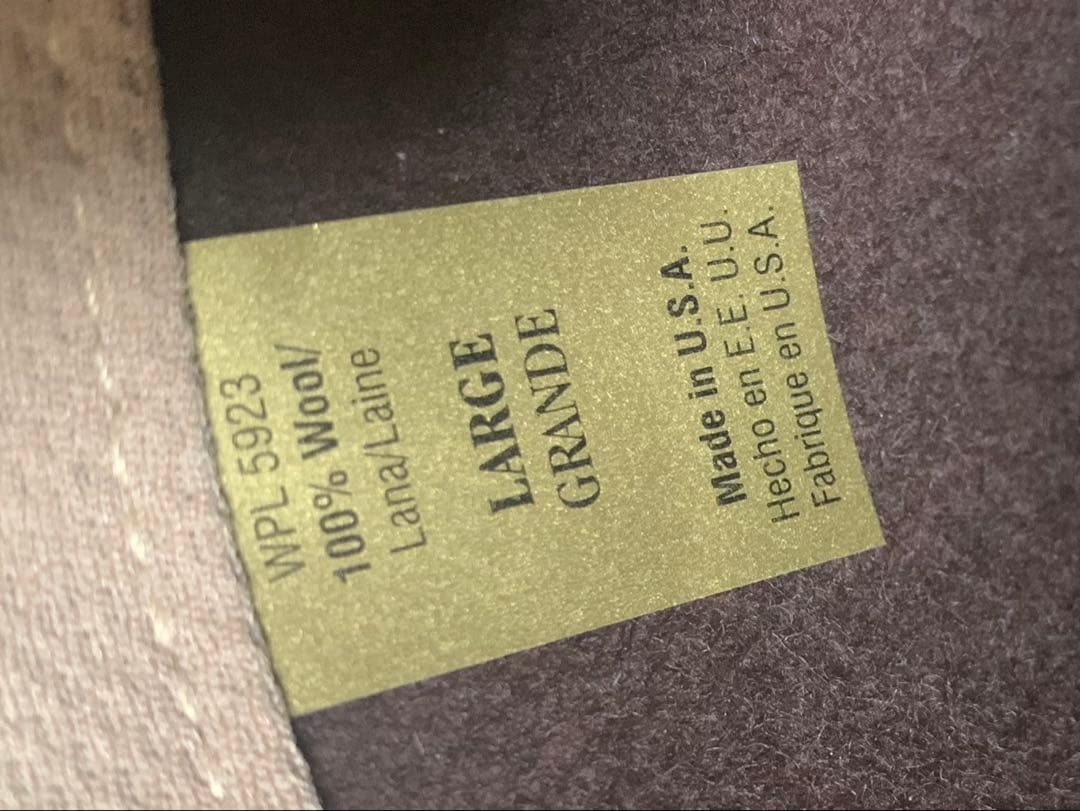 WPL 5923
100% Wool/
Lana/Laine
LARGE
GRANDE
Made in U.S.A.
Hecho en E.E. U.U.
Fabrique en U.S.A.